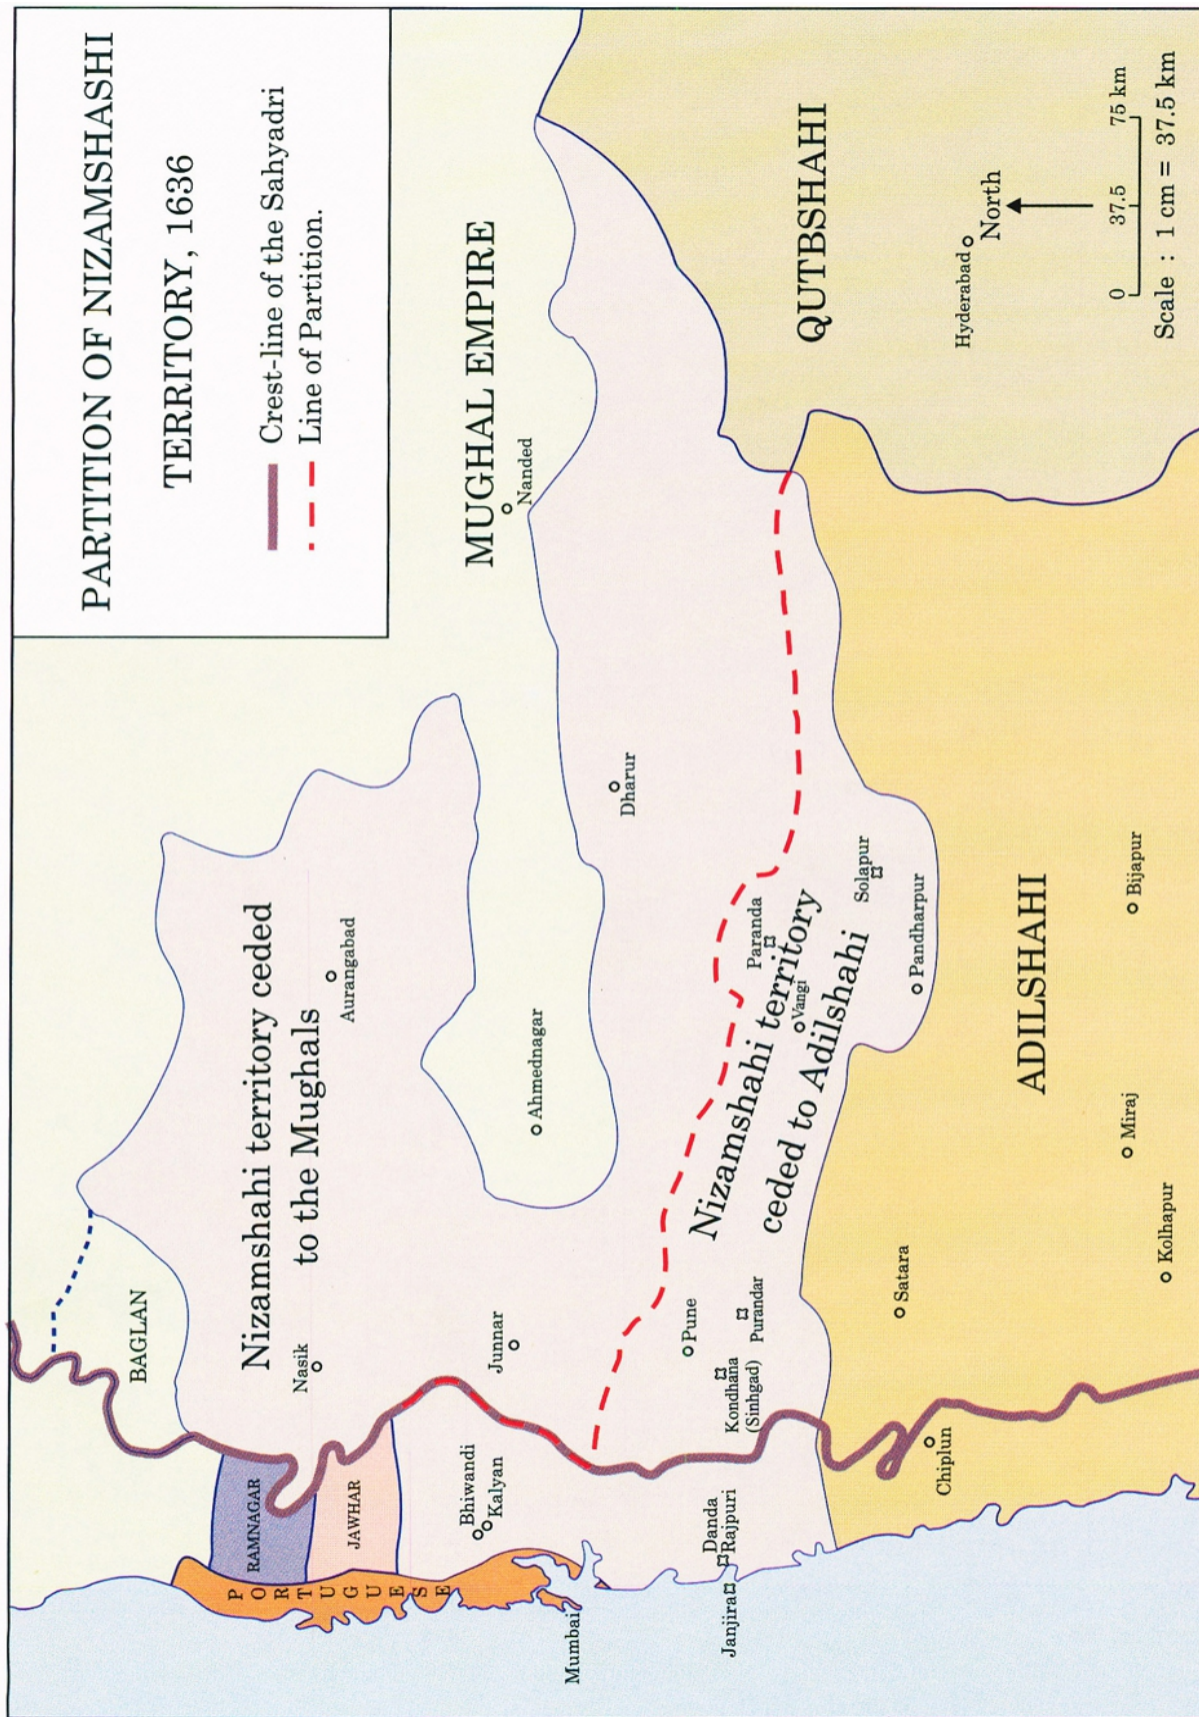 PARTITION OF NIZAMSHASHI
TERRITORY, 1636
Crest-line of the Sahyadri
Line of Partition.
MUGHAL EMPIRE
Nanded
BAGLAN
Nizamshahi territory ceded
to the Mughals
Nasik
Aurangabad
RAMNAGAR
JAWHAR
PORTUGUESE
Junnar
Bhiwandi
Kalyan
Ahmednagar
Dharur
Mumbai
Pune
Purandar
Kondhana
(Sinhgad)
Danda
Rajpuri
Janjira
Paranda
Nizamshahi territory
ceded to Adilshahi
Vangi
Solapur
Pandharpur
QUTBSHAHI
Hyderabad
North
0 37.5 75 km
Scale : 1 cm = 37.5 km
ADILSHAHI
Satara
Chiplun
Miraj
Bijapur
Kolhapur